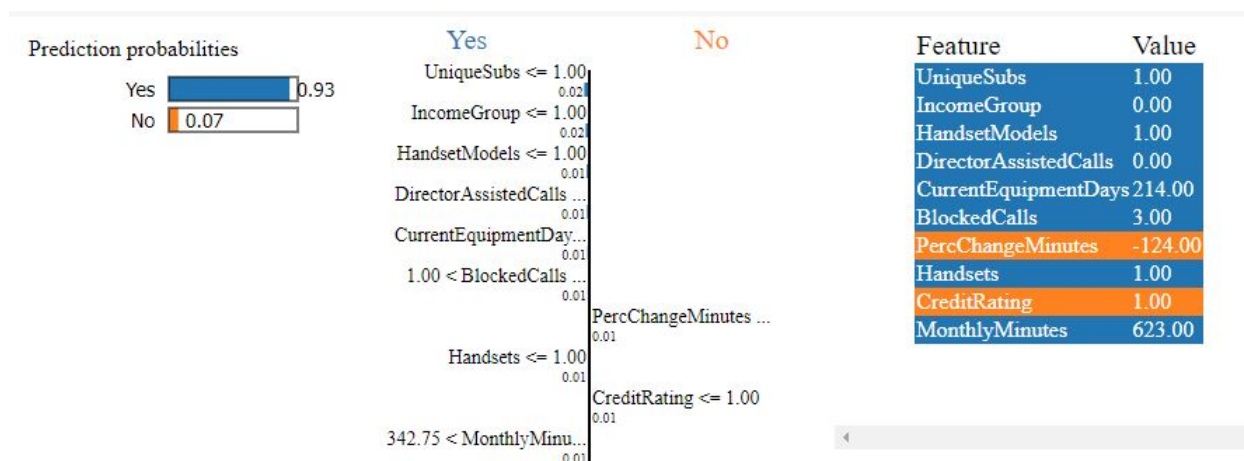 Prediction probabilities
Yes 0.93
No 0.07
Yes No
UniqueSubs <= 1.00
0.02
IncomeGroup <= 1.00
0.02
HandsetModels <= 1.00
0.01
DirectorAssistedCalls ...
0.01
CurrentEquipmentDay...
0.01
1.00 < BlockedCalls ...
0.01
PercChangeMinutes ...
0.01
Handsets <= 1.00
0.01
CreditRating <= 1.00
0.01
342.75 < MonthlyMinu...
0.01
Feature Value
UniqueSubs 1.00
IncomeGroup 0.00
HandsetModels 1.00
DirectorAssistedCalls 0.00
CurrentEquipmentDays 214.00
BlockedCalls 3.00
PercChangeMinutes -124.00
Handsets 1.00
CreditRating 1.00
MonthlyMinutes 623.00